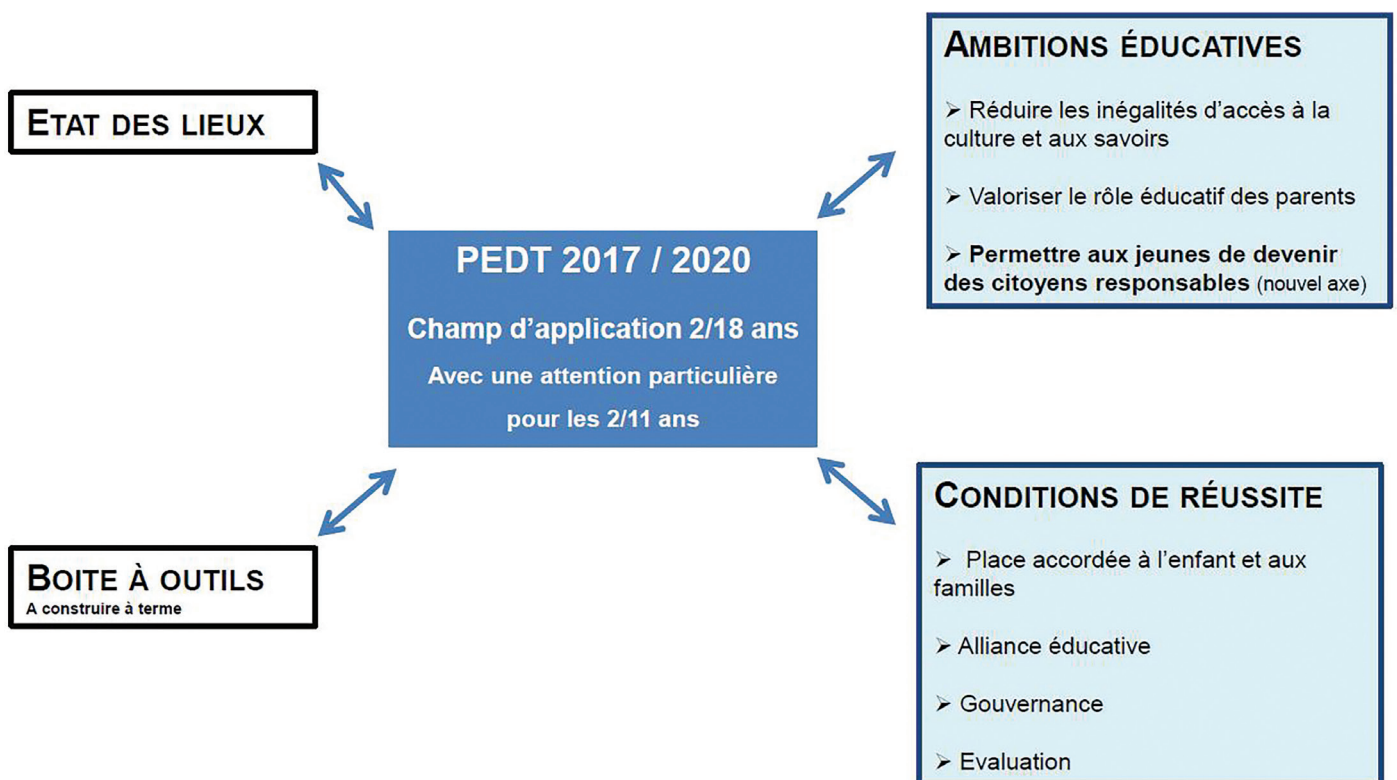 ETAT DES LIEUX
AMBITIONS ÉDUCATIVES
➢ Réduire les inégalités d'accès à la
culture et aux savoirs
➢ Valoriser le rôle éducatif des parents
➢ Permettre aux jeunes de devenir
des citoyens responsables (nouvel axe)
PEDT 2017 / 2020
Champ d'application 2/18 ans
Avec une attention particulière
pour les 2/11 ans
BOITE À OUTILS
A construire à terme
CONDITIONS DE RÉUSSITE
➢ Place accordée à l'enfant et aux
familles
➢ Alliance éducative
➢ Gouvernance
➢ Evaluation